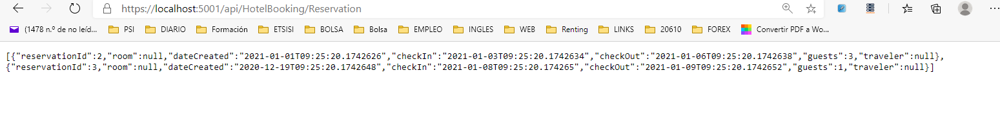 https://localhost:5001/api/HotelBooking/Reservation
(1478 n.º de no leíd... PSI DIARIO Formación ETSISI BOLSA Bolsa EMPLEO INGLES WEB Renting LINKS 20610 FOREX Convertir PDF a Wo...
[{"reservationId":2,"room":null,"dateCreated":"2021-01-01T09:25:20.1742626","checkIn":"2021-01-03T09:25:20.1742634","checkOut":"2021-01-06T09:25:20.1742638","guests":3,"traveler":null},
{"reservationId":3,"room":null,"dateCreated":"2020-12-19T09:25:20.1742648","checkIn":"2021-01-08T09:25:20.174265","checkOut":"2021-01-09T09:25:20.1742652","guests":1,"traveler":null}]